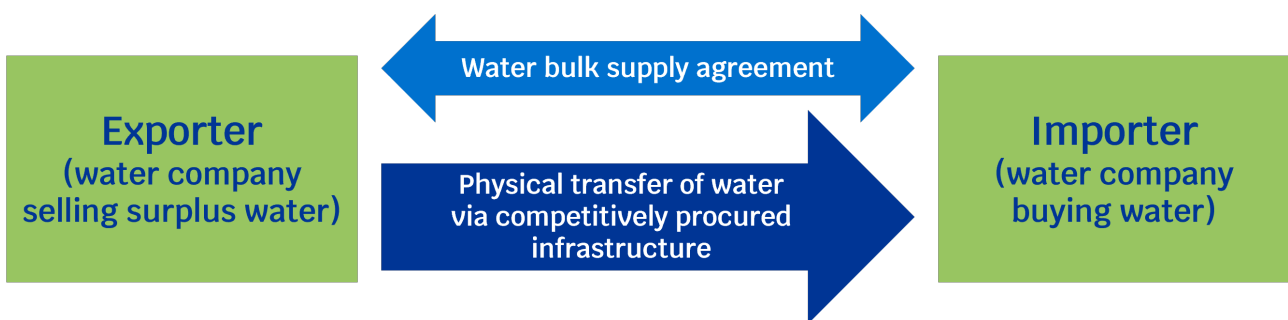 Water bulk supply agreement
Exporter
(water company
selling surplus water)
Physical transfer of water
via competitively procured
infrastructure
Importer
(water company
buying water)